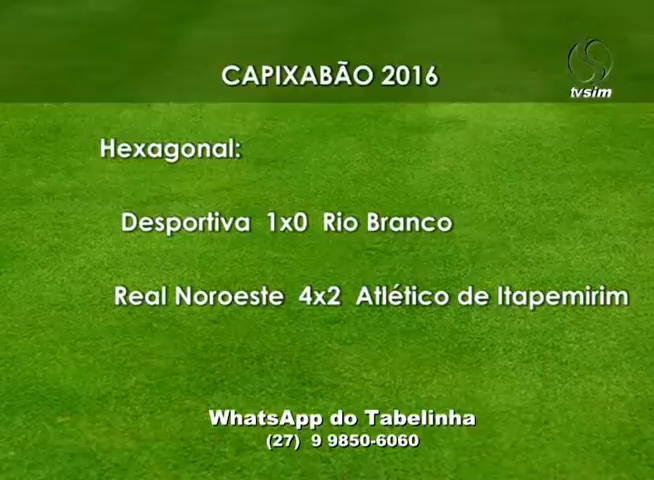 CAPIXABÃO 2016
tvsim
Hexagonal:
Desportiva 1x0 Rio Branco
Real Noroeste 4x2 Atlético de Itapemirim
WhatsApp do Tabelinha
(27) 9 9850-6060